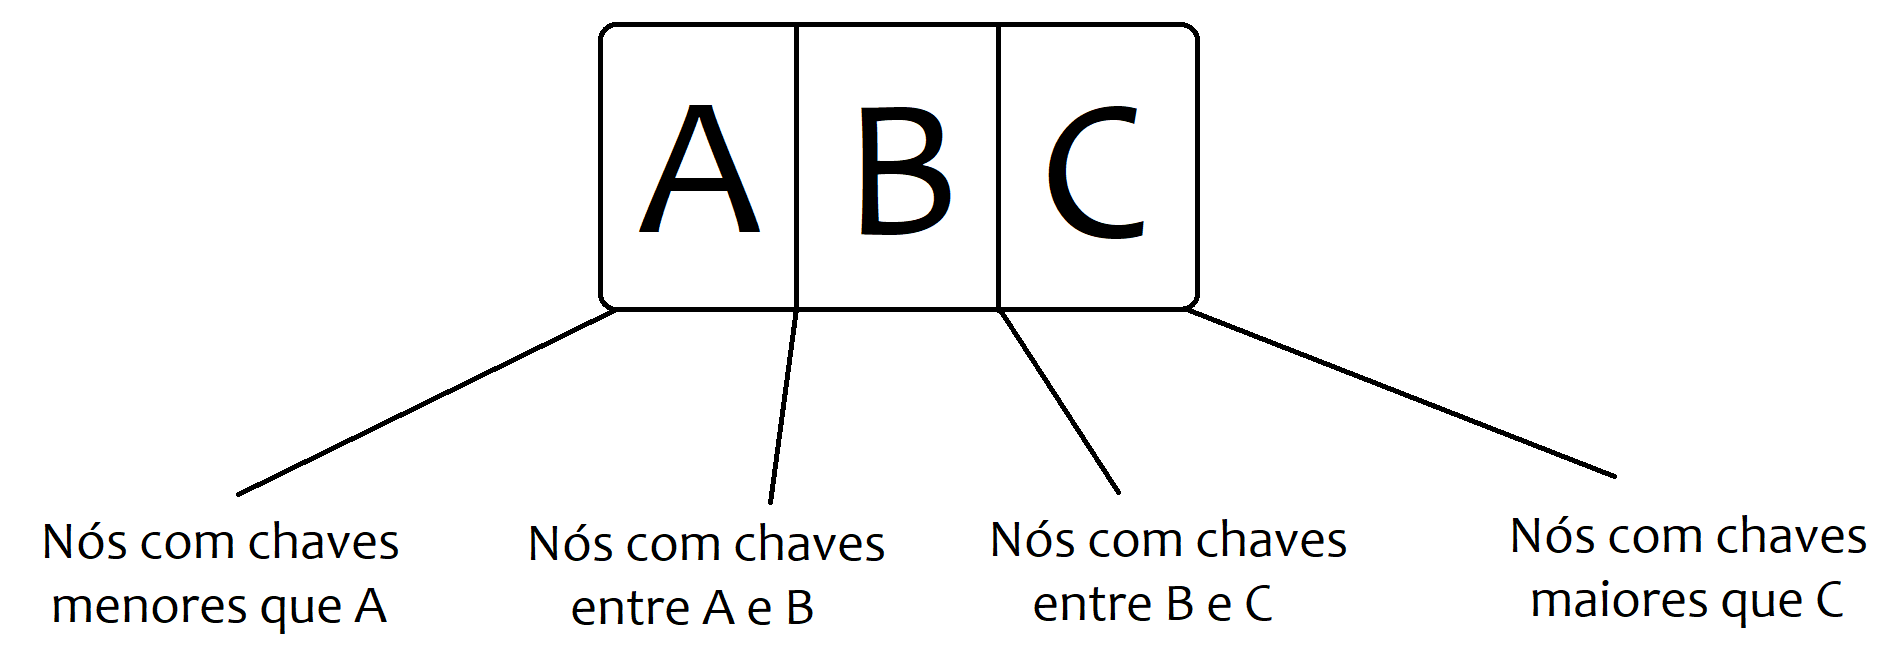 A B C
Nós com chaves
menores que A
Nós com chaves
entre A e B
Nós com chaves
entre B e C
Nós com chaves
maiores que C